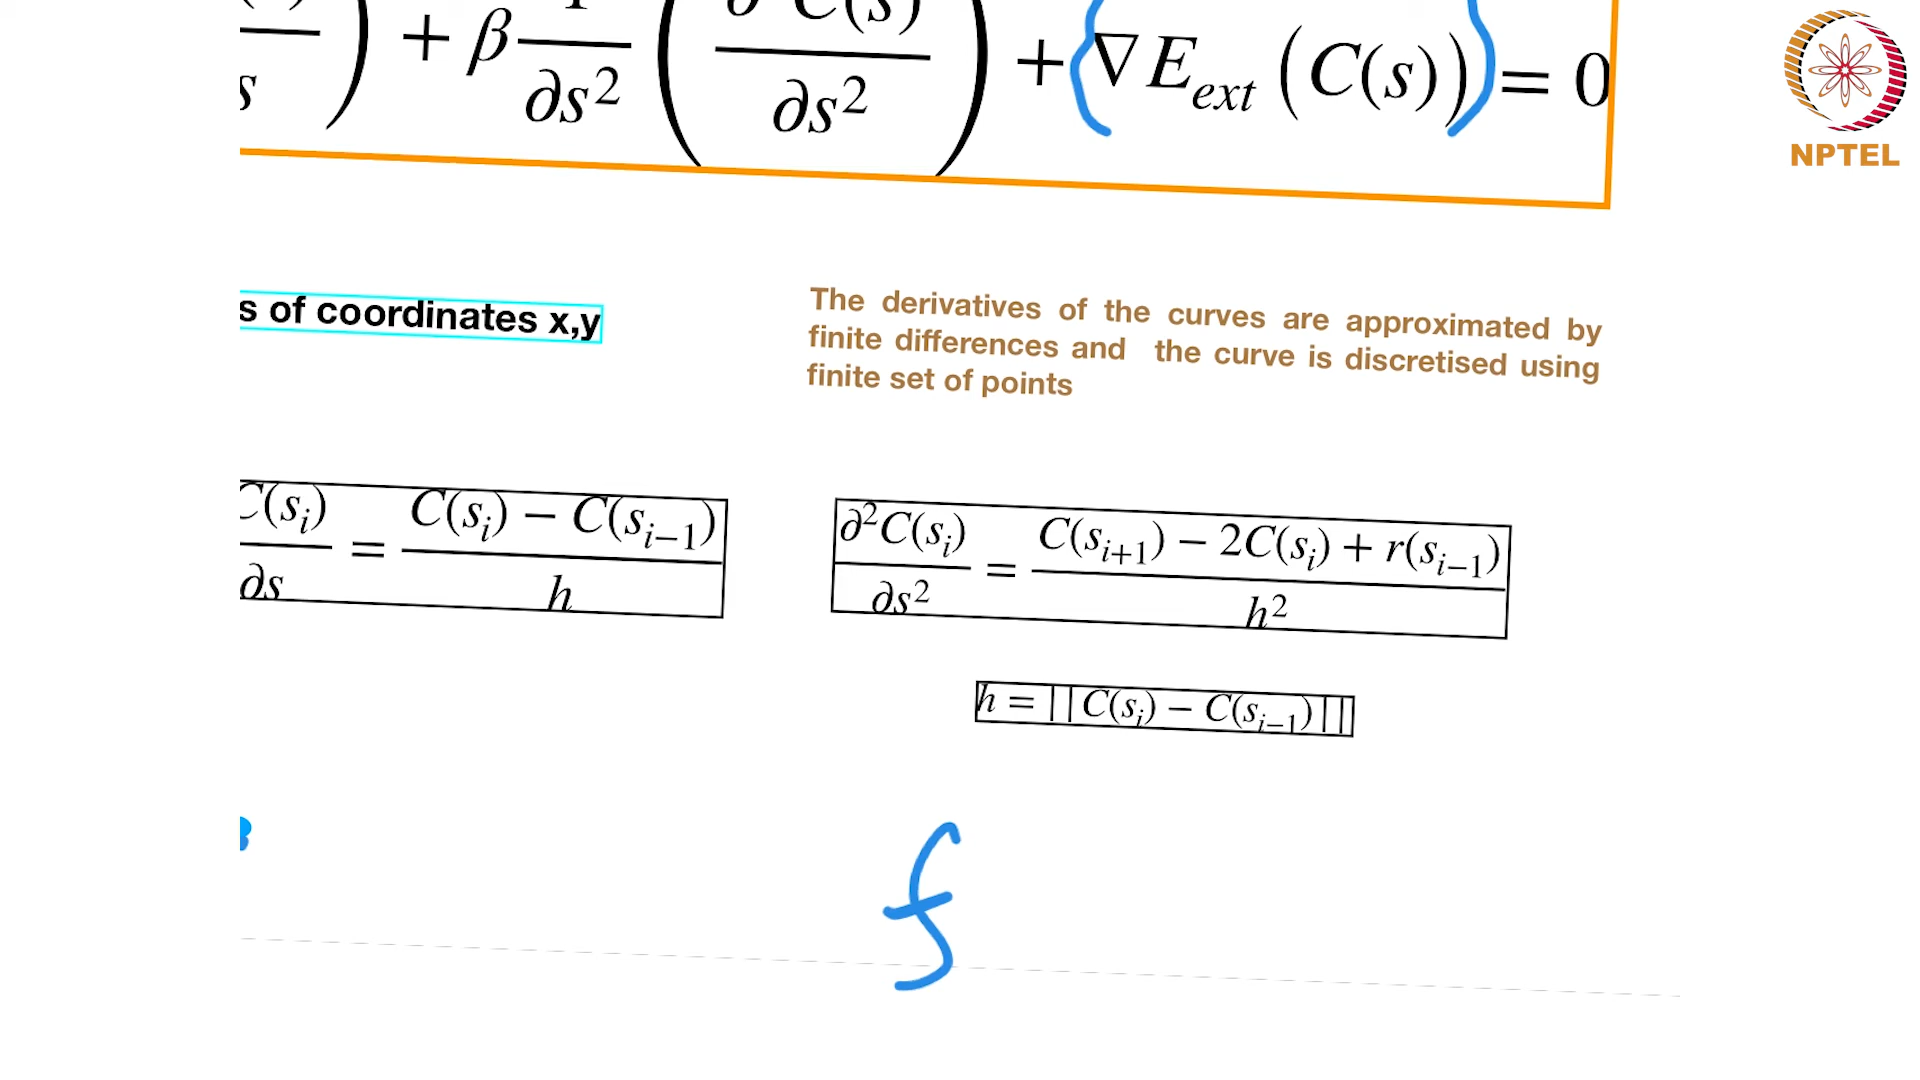 s ) + β 1/∂s² ( ∂²C(s)/∂s² ) + ∇E_ext (C(s)) = 0
NPTEL
s of coordinates x,y
The derivatives of the curves are approximated by
finite differences and the curve is discretised using
finite set of points
C(s_i)/∂s = (C(s_i) − C(s_{i−1}))/h
∂²C(s_i)/∂s² = (C(s_{i+1}) − 2C(s_i) + r(s_{i−1}))/h²
h = ||C(s_i) − C(s_{i−1})||
f